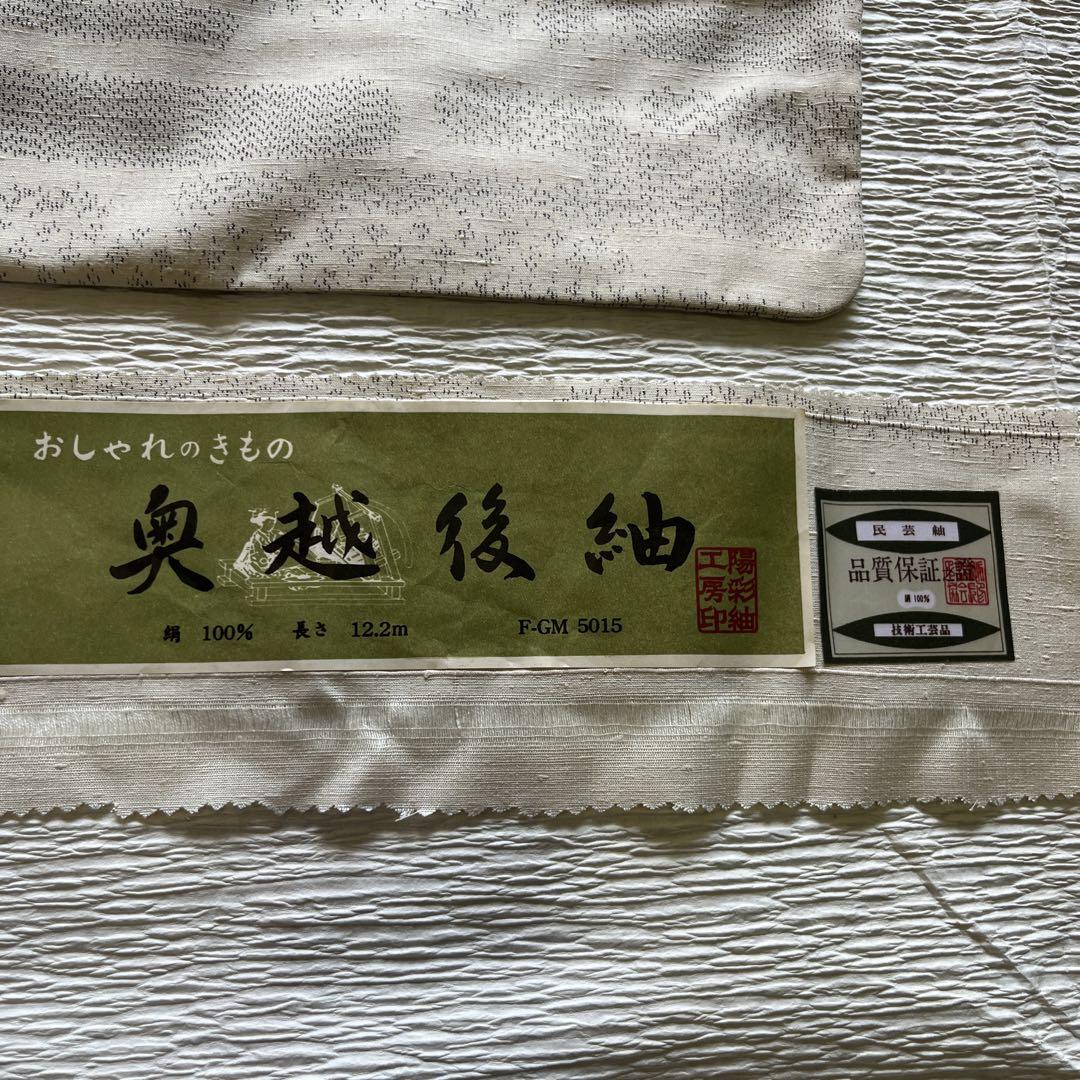 おしゃれのきもの
奥越後紬
絹 100% 長さ 12.2m F-GM 5015
陽彩紬
工房印
民芸紬
品質保証
絹 100%
技術工芸品